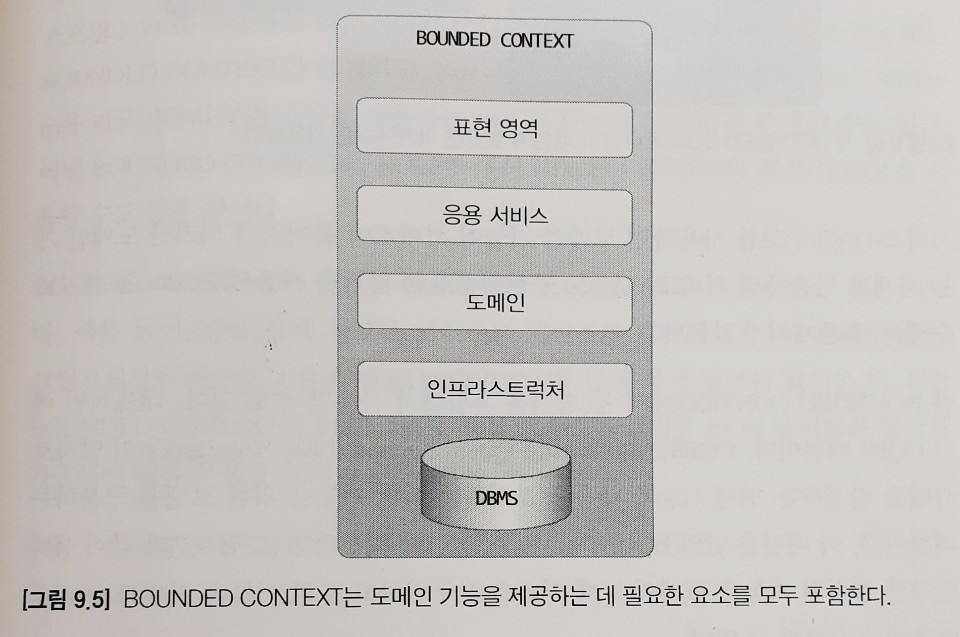 BOUNDED CONTEXT
표현 영역
응용 서비스
도메인
인프라스트럭처
DBMS
[그림 9.5] BOUNDED CONTEXT는 도메인 기능을 제공하는 데 필요한 요소를 모두 포함한다.